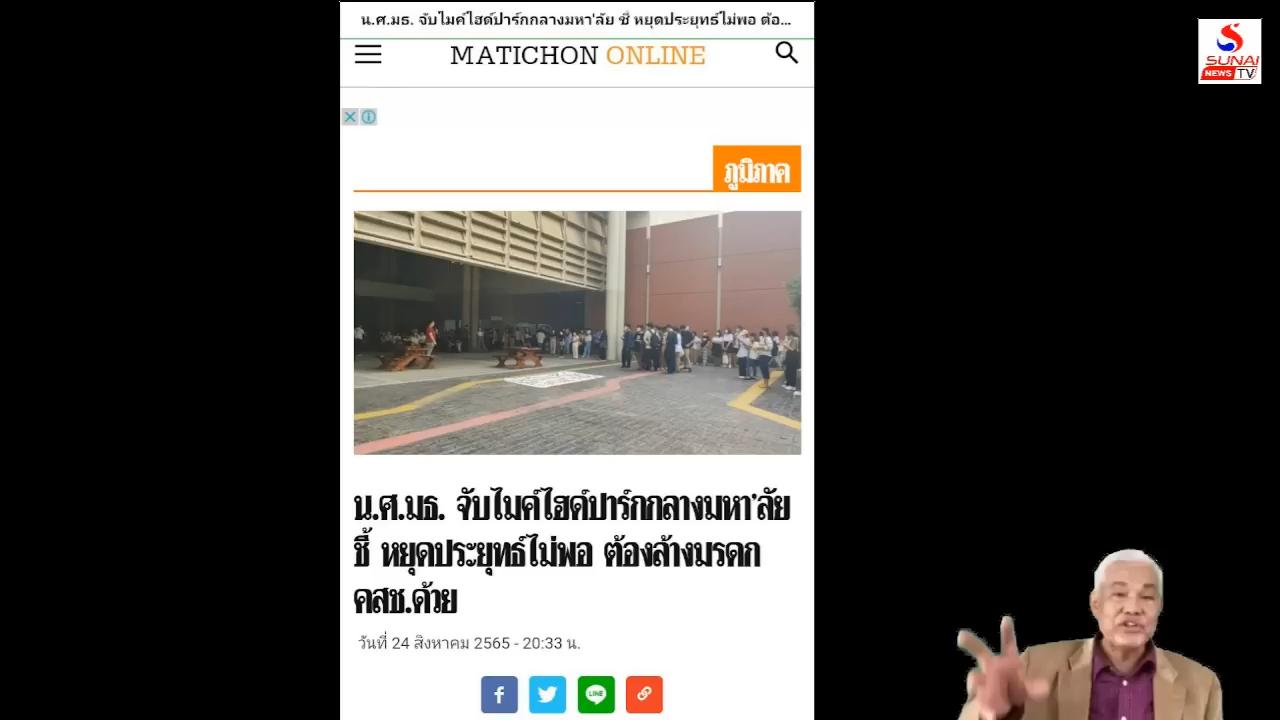 น.ศ.มธ. จับไมค์ไฮด์ปาร์กกลางมหา'ลัย ชี้ หยุดประยุทธ์ไม่พอ ต้อ...
MATICHON ONLINE
SUNAI
NEWS TV
ภูมิภาค
น.ศ.มธ. จับไมค์ไฮด์ปาร์กกลางมหา'ลัย
ชี้ หยุดประยุทธ์ไม่พอ ต้องล้างมรดก
คสช.ด้วย
วันที่ 24 สิงหาคม 2565 - 20:33 น.
LINE